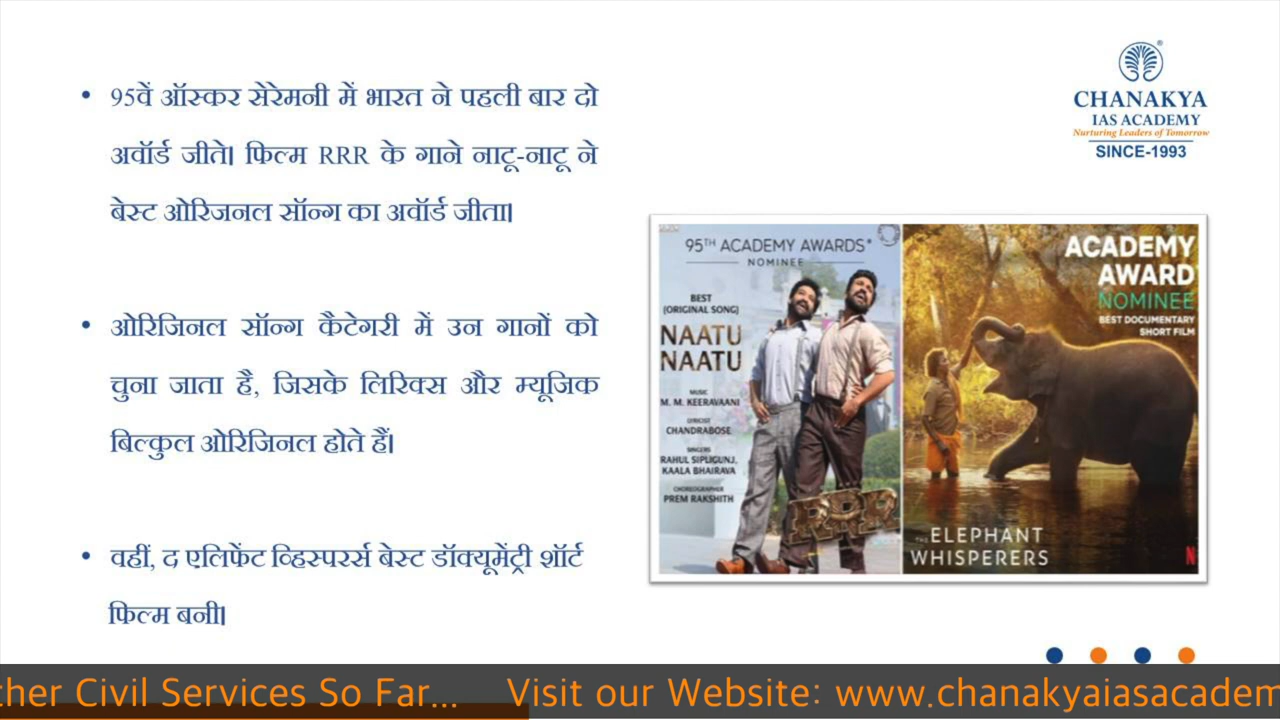 • 95वें ऑस्कर सेरेमनी में भारत ने पहली बार दो
अवॉर्ड जीते। फिल्म RRR के गाने नाटू-नाटू ने
बेस्ट ओरिजनल सॉन्ग का अवॉर्ड जीता।
• ओरिजिनल सॉन्ग कैटेगरी में उन गानों को
चुना जाता है, जिसके लिरिक्स और म्यूजिक
बिल्कुल ओरिजिनल होते हैं।
• वहीं, द एलिफेंट व्हिस्परर्स बेस्ट डॉक्यूमेंट्री शॉर्ट
फिल्म बनी।
CHANAKYA
IAS ACADEMY
Nurturing Leaders of Tomorrow
SINCE-1993
95TH ACADEMY AWARDS®
NOMINEE
BEST
(ORIGINAL SONG)
NAATU
NAATU
MUSIC
M. M. KEERAVAANI
LYRICIST
CHANDRABOSE
SINGERS
RAHUL SIPLIGUNJ,
KAALA BHAIRAVA
CHOREOGRAPHER
PREM RAKSHITH
RRR
ACADEMY
AWARD
NOMINEE
BEST DOCUMENTARY
SHORT FILM
THE ELEPHANT
WHISPERERS
N
ther Civil Services So Far... Visit our Website: www.chanakyaiasacadem